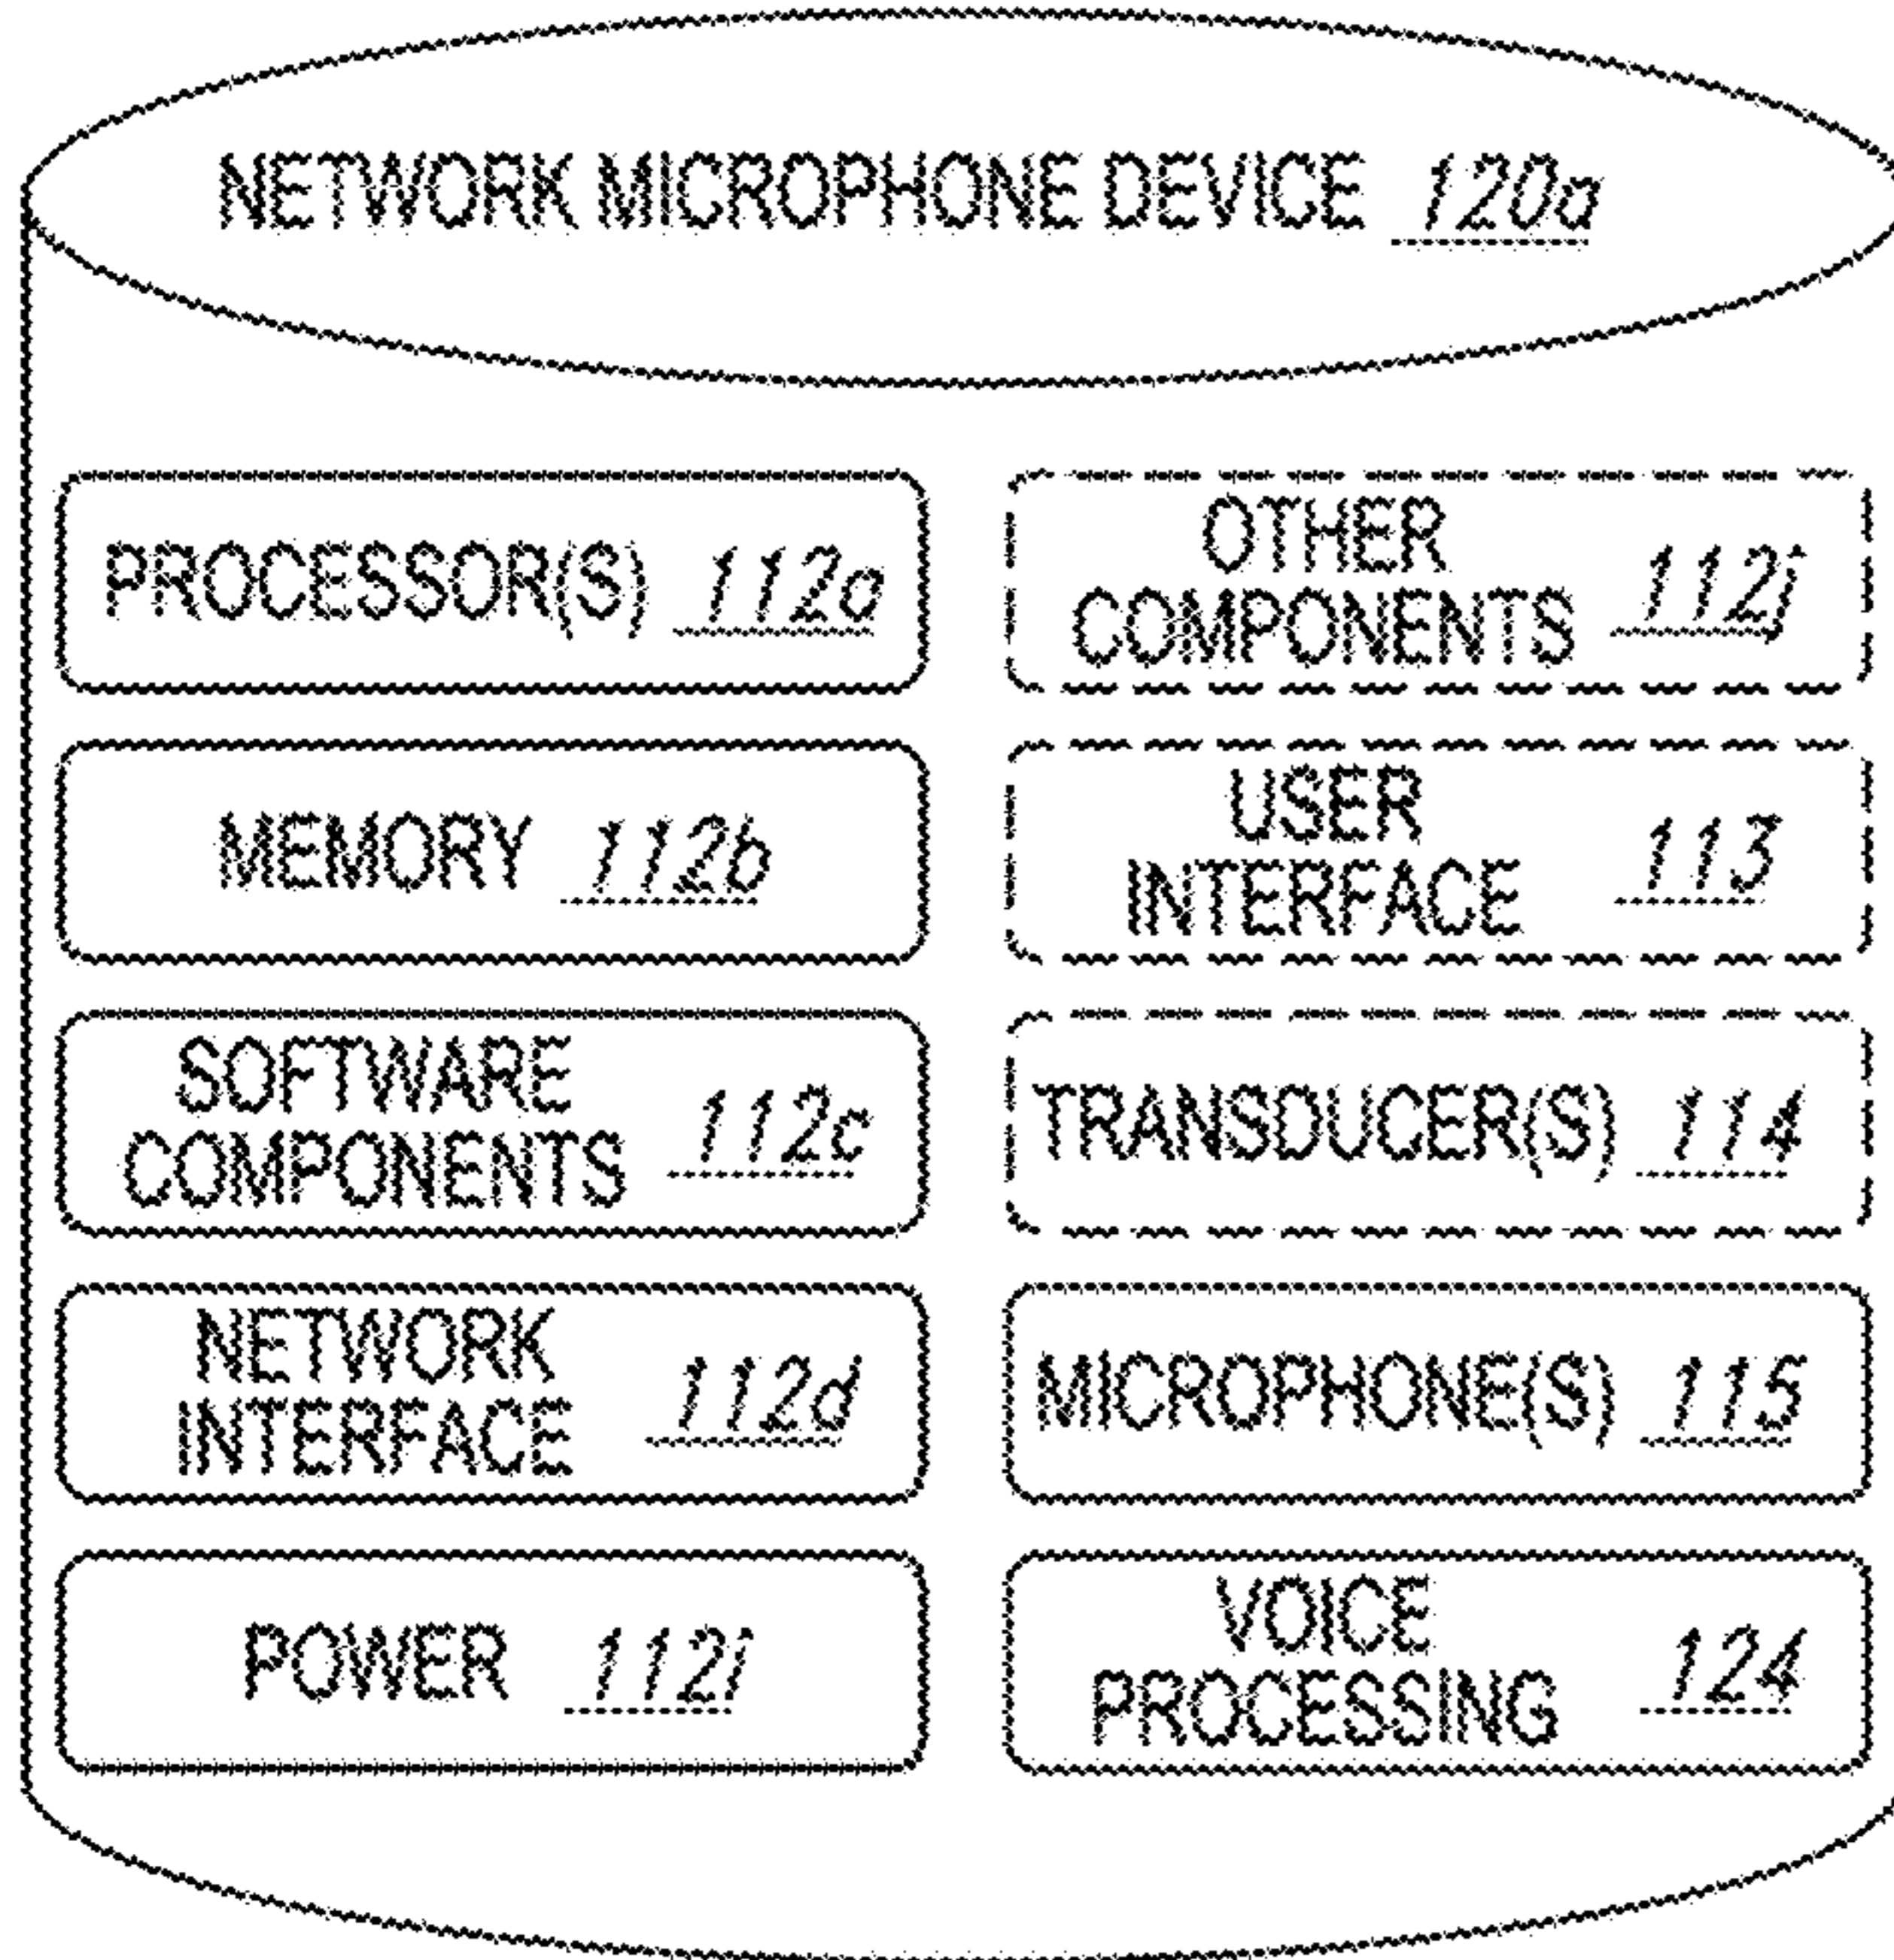 NETWORK MICROPHONE DEVICE 120a
PROCESSOR(S) 112a
MEMORY 112b
SOFTWARE
COMPONENTS 112c
NETWORK
INTERFACE 112d
POWER 112i
OTHER
COMPONENTS 112j
USER
INTERFACE 113
TRANSDUCER(S) 114
MICROPHONE(S) 115
VOICE
PROCESSING 124